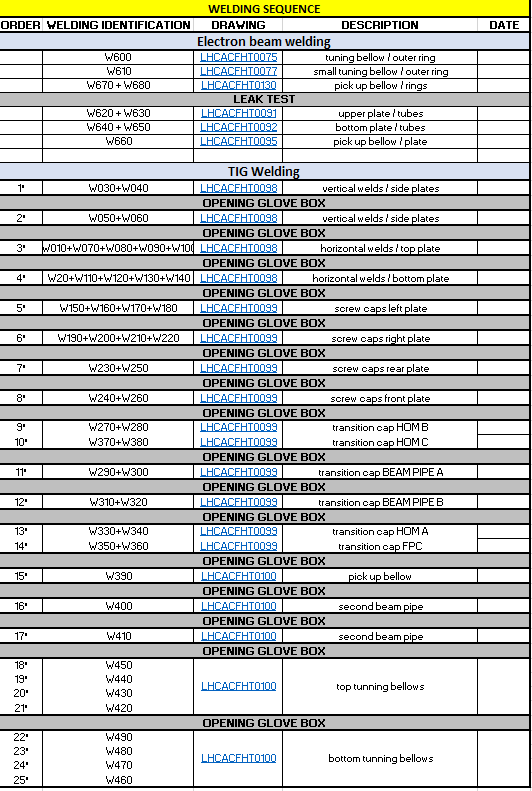 WELDING SEQUENCE
ORDER WELDING IDENTIFICATION DRAWING DESCRIPTION DATE
Electron beam welding
W600 LHCACFHT0075 tuning bellow / outer ring
W610 LHCACFHT0077 small tuning bellow / outer ring
W670 + W680 LHCACFHT0130 pick up bellow / rings
LEAK TEST
W620 + W630 LHCACFHT0091 upper plate / tubes
W640 + W650 LHCACFHT0092 bottom plate / tubes
W660 LHCACFHT0095 pick up bellow / plate
TIG Welding
1º W030+W040 LHCACFHT0098 vertical welds / side plates
OPENING GLOVE BOX
2º W050+W060 LHCACFHT0098 vertical welds / side plates
OPENING GLOVE BOX
3º W010+W070+W080+W090+W100 LHCACFHT0098 horizontal welds / top plate
OPENING GLOVE BOX
4º W20+W110+W120+W130+W140 LHCACFHT0098 horizontal welds / bottom plate
OPENING GLOVE BOX
5º W150+W160+W170+W180 LHCACFHT0099 screw caps left plate
OPENING GLOVE BOX
6º W190+W200+W210+W220 LHCACFHT0099 screw caps right plate
OPENING GLOVE BOX
7º W230+W250 LHCACFHT0099 screw caps rear plate
OPENING GLOVE BOX
8º W240+W260 LHCACFHT0099 screw caps front plate
OPENING GLOVE BOX
9º W270+W280 LHCACFHT0099 transition cap HOM B
10º W370+W380 LHCACFHT0099 transition cap HOM C
OPENING GLOVE BOX
11º W290+W300 LHCACFHT0099 transition cap BEAM PIPE A
OPENING GLOVE BOX
12º W310+W320 LHCACFHT0099 transition cap BEAM PIPE B
OPENING GLOVE BOX
13º W330+W340 LHCACFHT0099 transition cap HOM A
14º W350+W360 LHCACFHT0099 transition cap FPC
OPENING GLOVE BOX
15º W390 LHCACFHT0100 pick up bellow
OPENING GLOVE BOX
16º W400 LHCACFHT0100 second beam pipe
OPENING GLOVE BOX
17º W410 LHCACFHT0100 second beam pipe
OPENING GLOVE BOX
18º W450
19º W440
LHCACFHT0100 top tunning bellows
20º W430
21º W420
OPENING GLOVE BOX
22º W490
23º W480
LHCACFHT0100 bottom tunning bellows
24º W470
25º W460